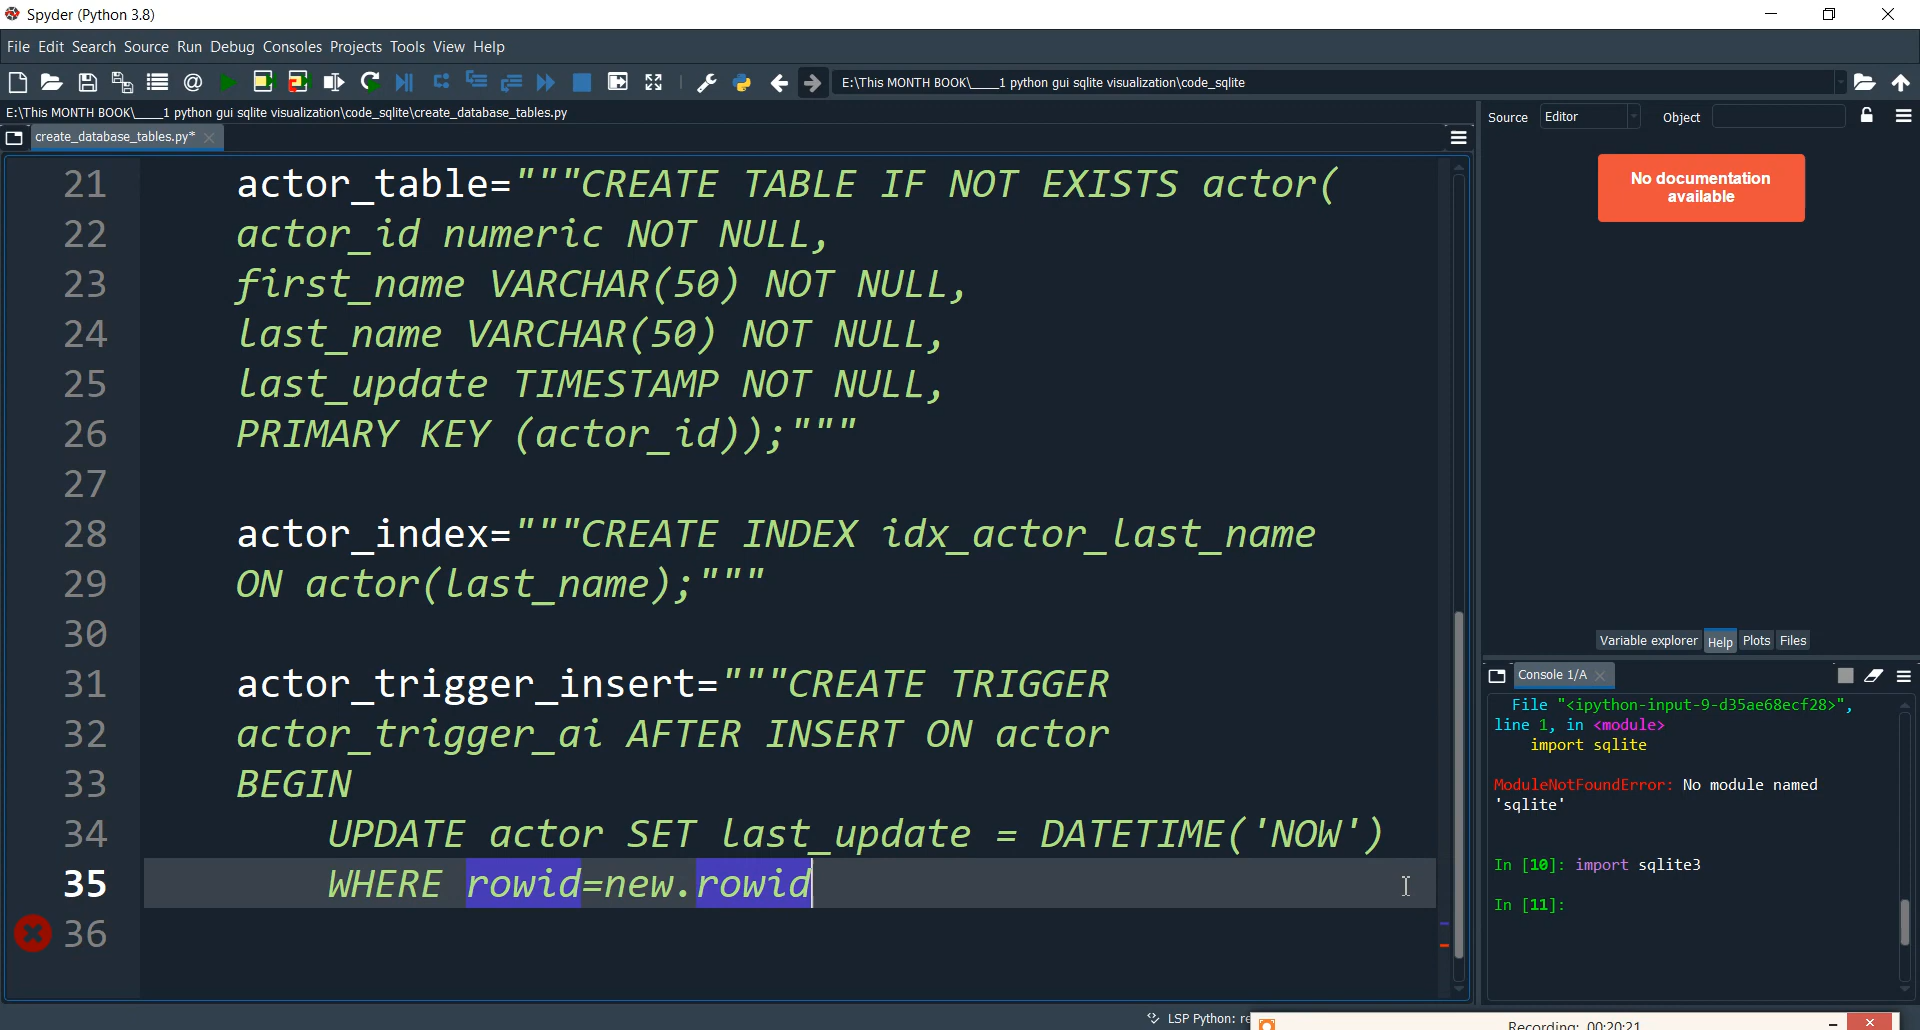 Spyder (Python 3.8)
File Edit Search Source Run Debug Consoles Projects Tools View Help
E:\This MONTH BOOK\____1 python gui sqlite visualization\code_sqlite
E:\This MONTH BOOK\____1 python gui sqlite visualization\code_sqlite\create_database_tables.py
Source Editor Object
create_database_tables.py*
No documentation
available
21 actor_table="""CREATE TABLE IF NOT EXISTS actor(
22 actor_id numeric NOT NULL,
23 first_name VARCHAR(50) NOT NULL,
24 last_name VARCHAR(50) NOT NULL,
25 last_update TIMESTAMP NOT NULL,
26 PRIMARY KEY (actor_id));"""
27
28 actor_index="""CREATE INDEX idx_actor_last_name
29 ON actor(last_name);"""
30
31 actor_trigger_insert="""CREATE TRIGGER
32 actor_trigger_ai AFTER INSERT ON actor
33 BEGIN
34 UPDATE actor SET last_update = DATETIME('NOW')
35 WHERE rowid=new.rowid
36
Variable explorer Help Plots Files
Console 1/A
File "<ipython-input-9-d35ae68ecf28>",
line 1, in <module>
import sqlite
ModuleNotFoundError: No module named
'sqlite'
In [10]: import sqlite3
In [11]:
LSP Python:
Recording: 00:20:21